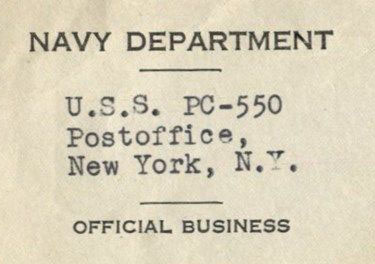 NAVY DEPARTMENT
U.S.S. PC-550
Postoffice,
New York, N.Y.
OFFICIAL BUSINESS